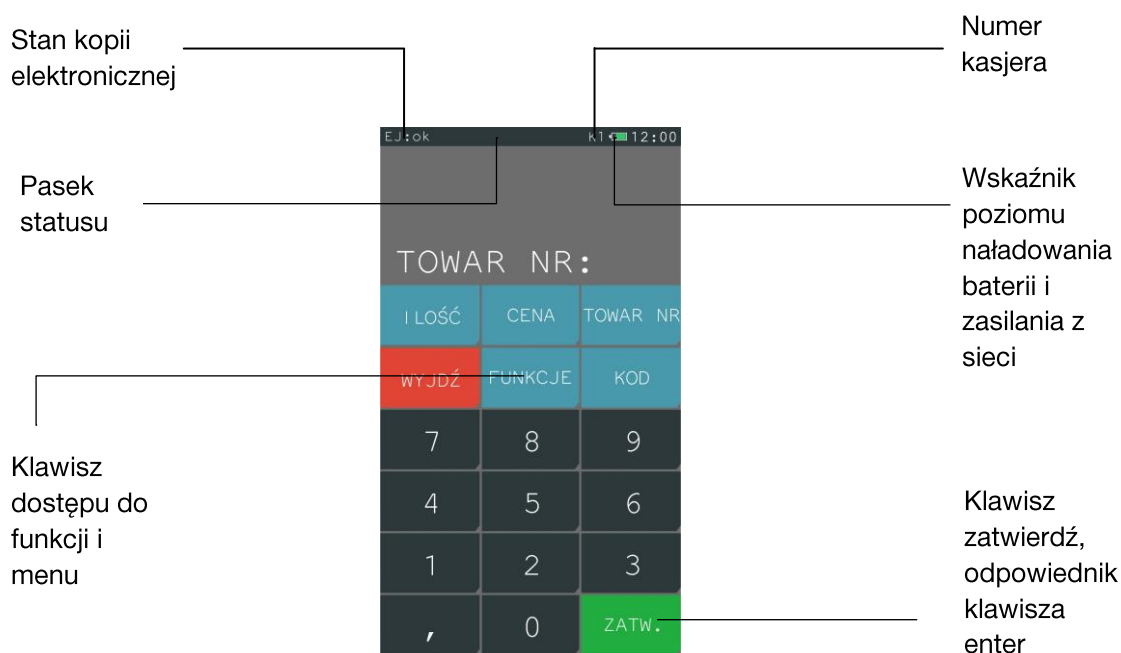 Stan kopii
elektronicznej
Numer
kasjera
EJ:ok K1 12:00
Pasek
statusu
Wskaźnik
poziomu
naładowania
baterii i
zasilania z
sieci
TOWAR NR:
ILOŚĆ CENA TOWAR NR
WYJDŹ FUNKCJE KOD
7 8 9
4 5 6
1 2 3
, 0 ZATW.
Klawisz
dostępu do
funkcji i
menu
Klawisz
zatwierdź,
odpowiednik
klawisza
enter